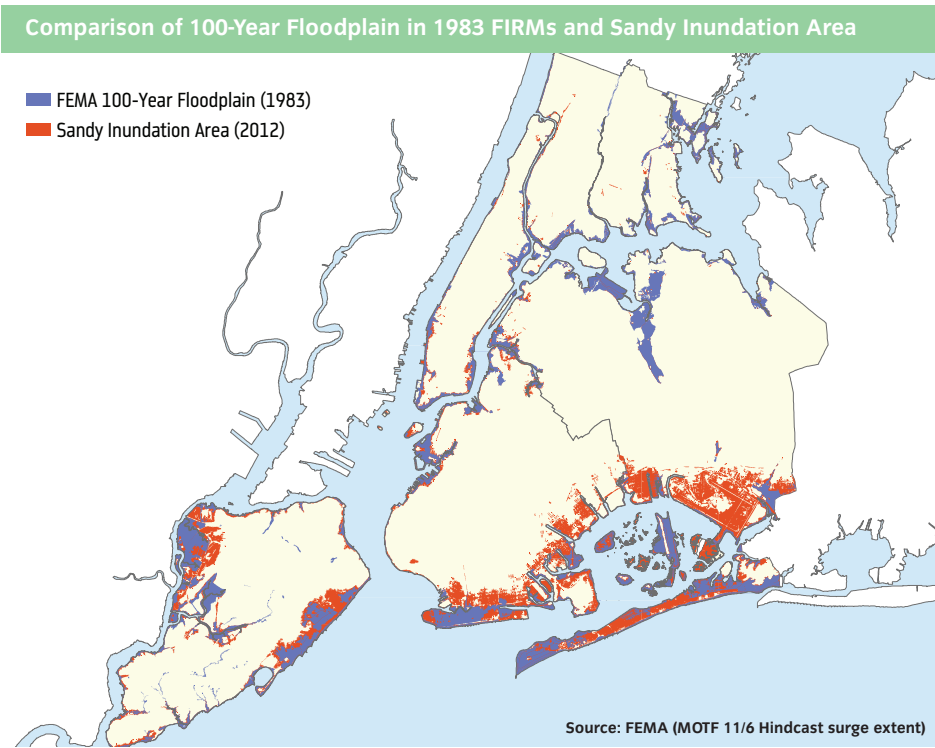 Comparison of 100-Year Floodplain in 1983 FIRMs and Sandy Inundation Area
FEMA 100-Year Floodplain (1983)
Sandy Inundation Area (2012)
Source: FEMA (MOTF 11/6 Hindcast surge extent)